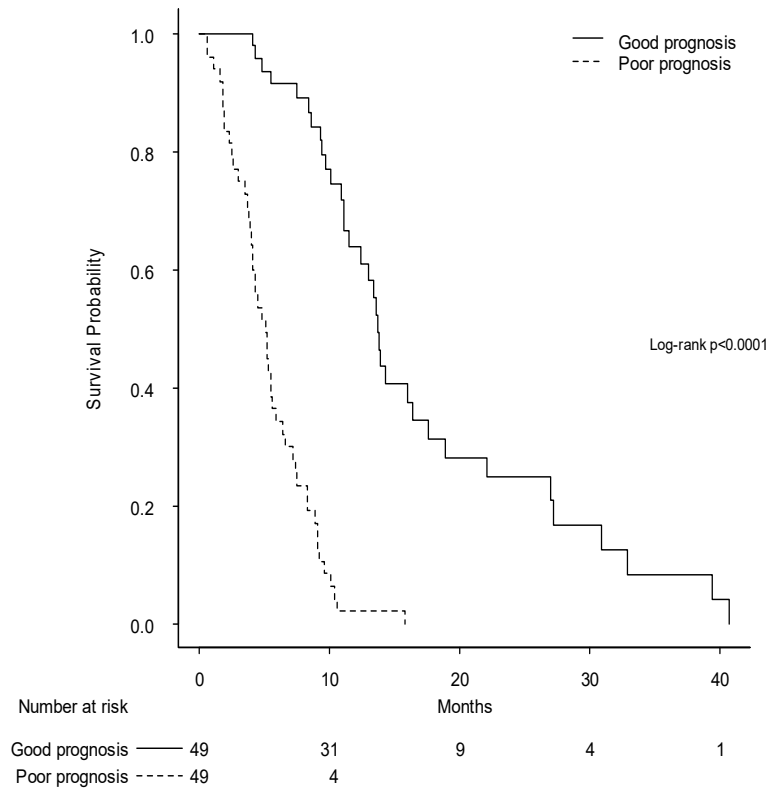 Good prognosis
Poor prognosis
1.0
0.8
0.6
0.4
0.2
0.0
Survival Probability
Log-rank p<0.0001
0 10 20 30 40
Number at risk Months
Good prognosis 49 31 9 4 1
Poor prognosis 49 4